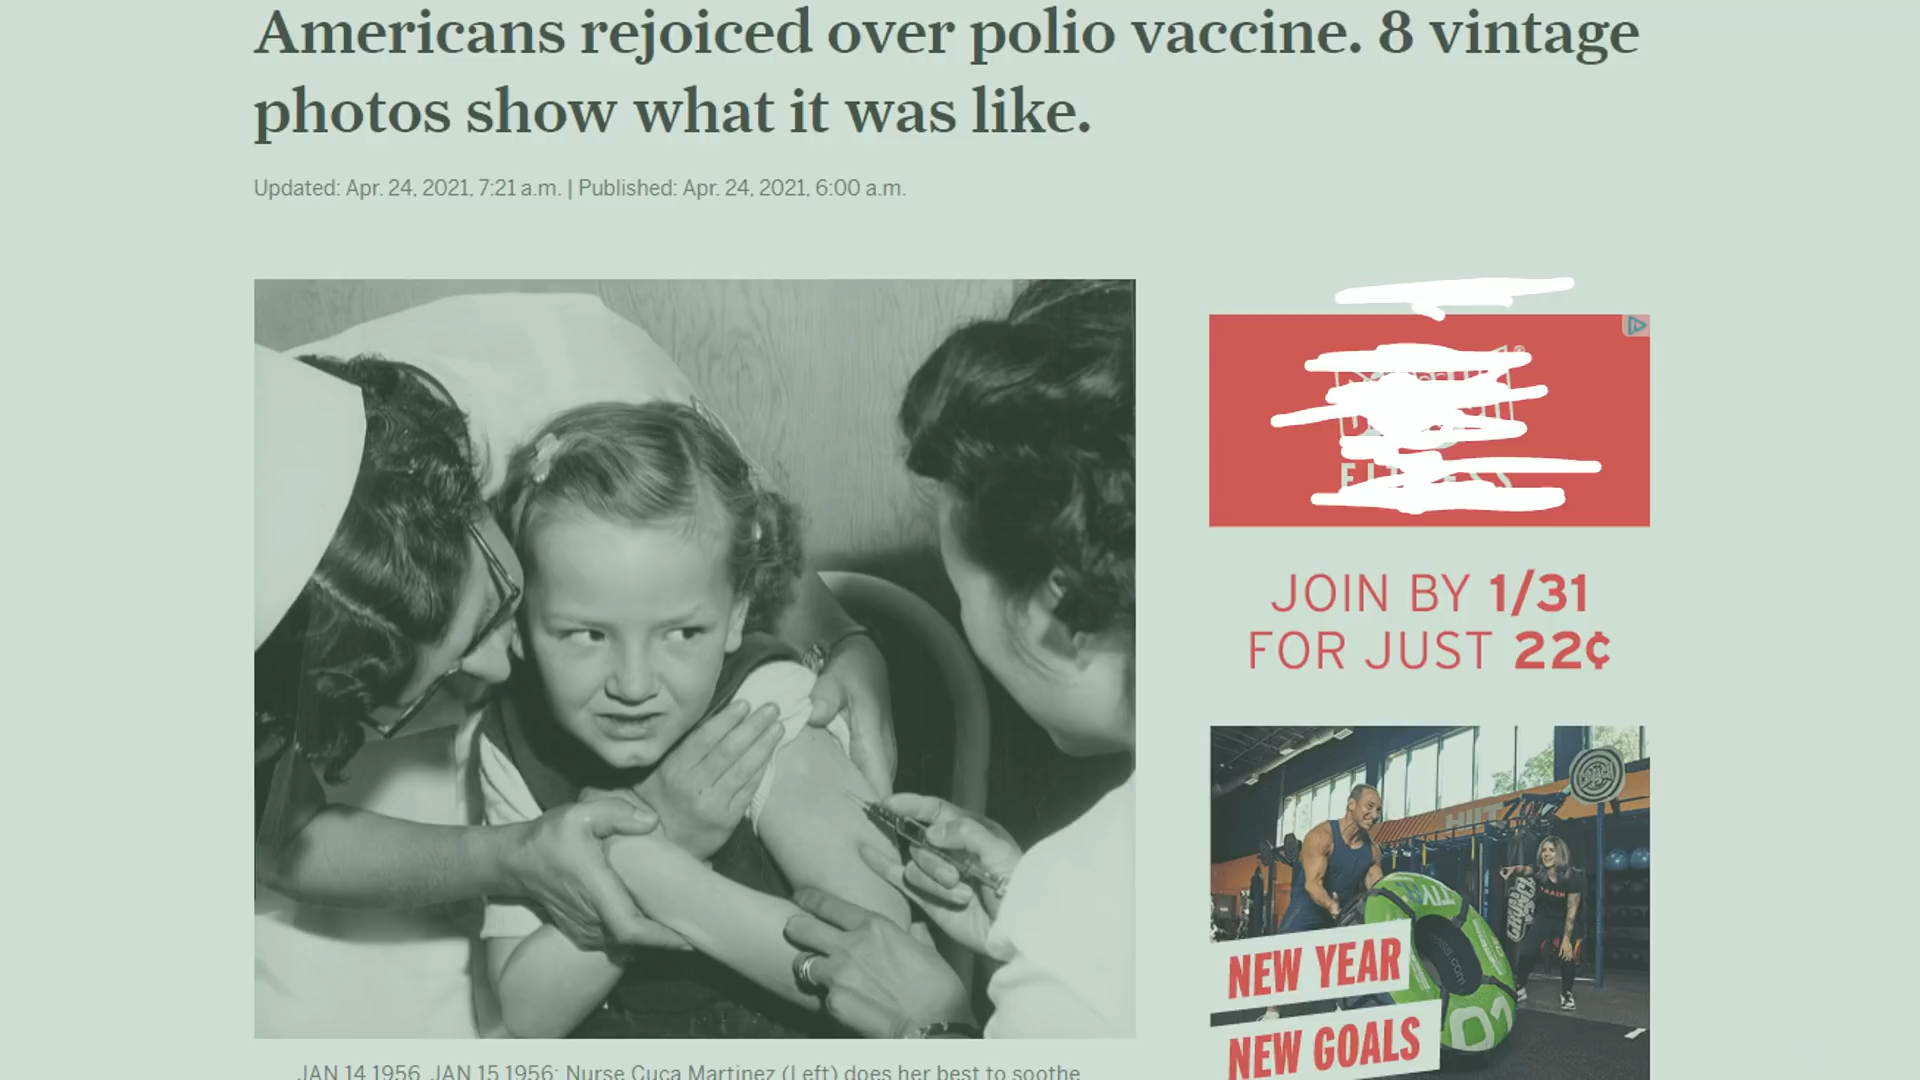 Americans rejoiced over polio vaccine. 8 vintage
photos show what it was like.
Updated: Apr. 24, 2021, 7:21 a.m. | Published: Apr. 24, 2021, 6:00 a.m.
JOIN BY 1/31
FOR JUST 22¢
HIIT
NEW YEAR
NEW GOALS
JAN 14 1956, JAN 15 1956: Nurse Cuca Martinez (Left) does her best to soothe